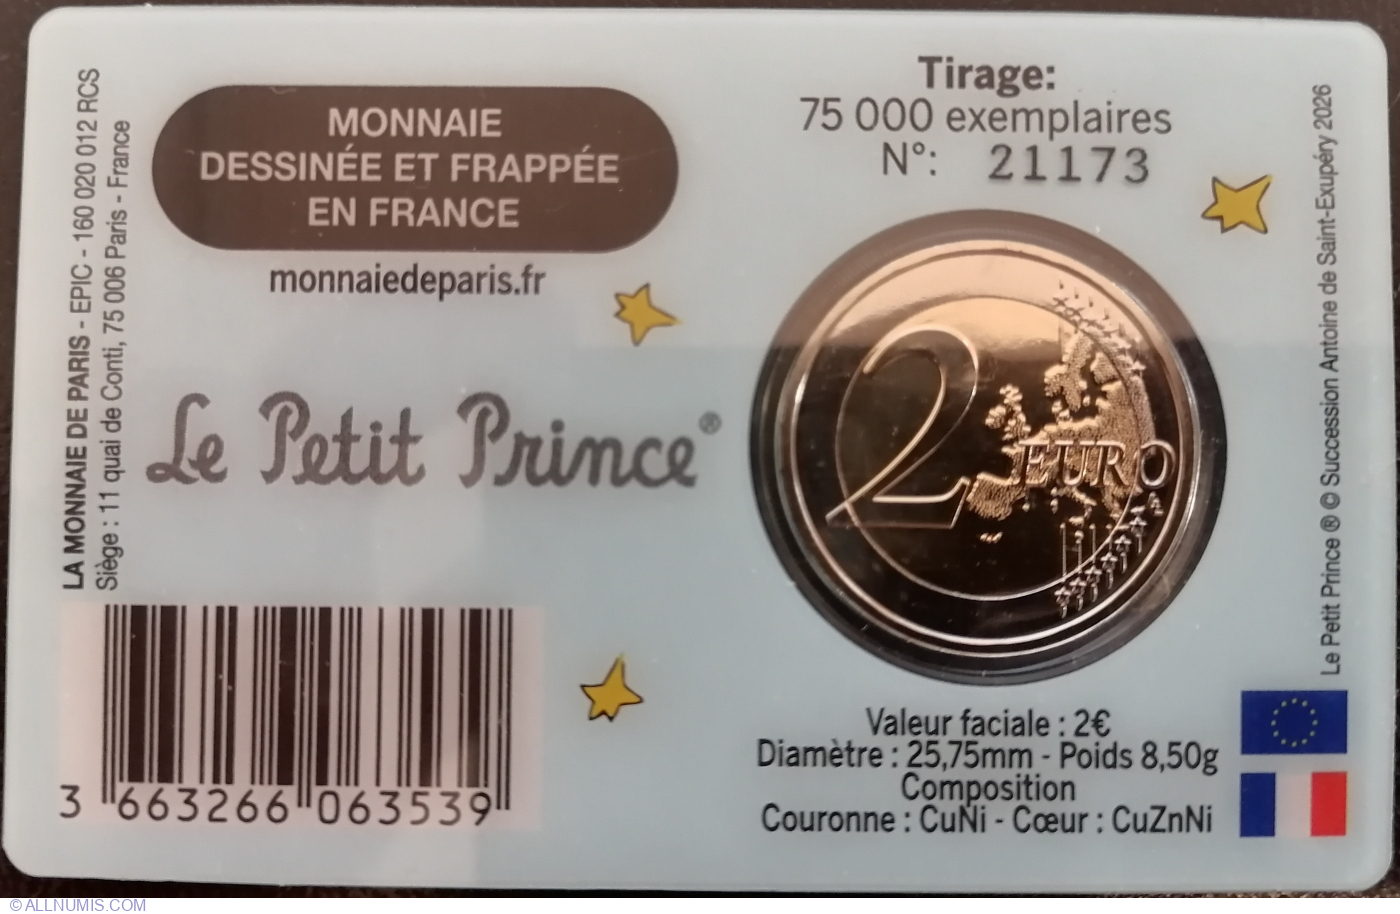 LA MONNAIE DE PARIS - EPIC - 160 020 012 RCS
Siège : 11 quai de Conti, 75 006 Paris - France
MONNAIE
DESSINÉE ET FRAPPÉE
EN FRANCE
monnaiedeparis.fr
Le Petit Prince®
3 663266 063539
Tirage:
75 000 exemplaires
N°: 21173
2 EURO
Valeur faciale : 2€
Diamètre : 25,75mm - Poids 8,50g
Composition
Couronne : CuNi - Cœur : CuZnNi
Le Petit Prince ® © Succession Antoine de Saint-Exupéry 2026
© ALLNUMIS.COM